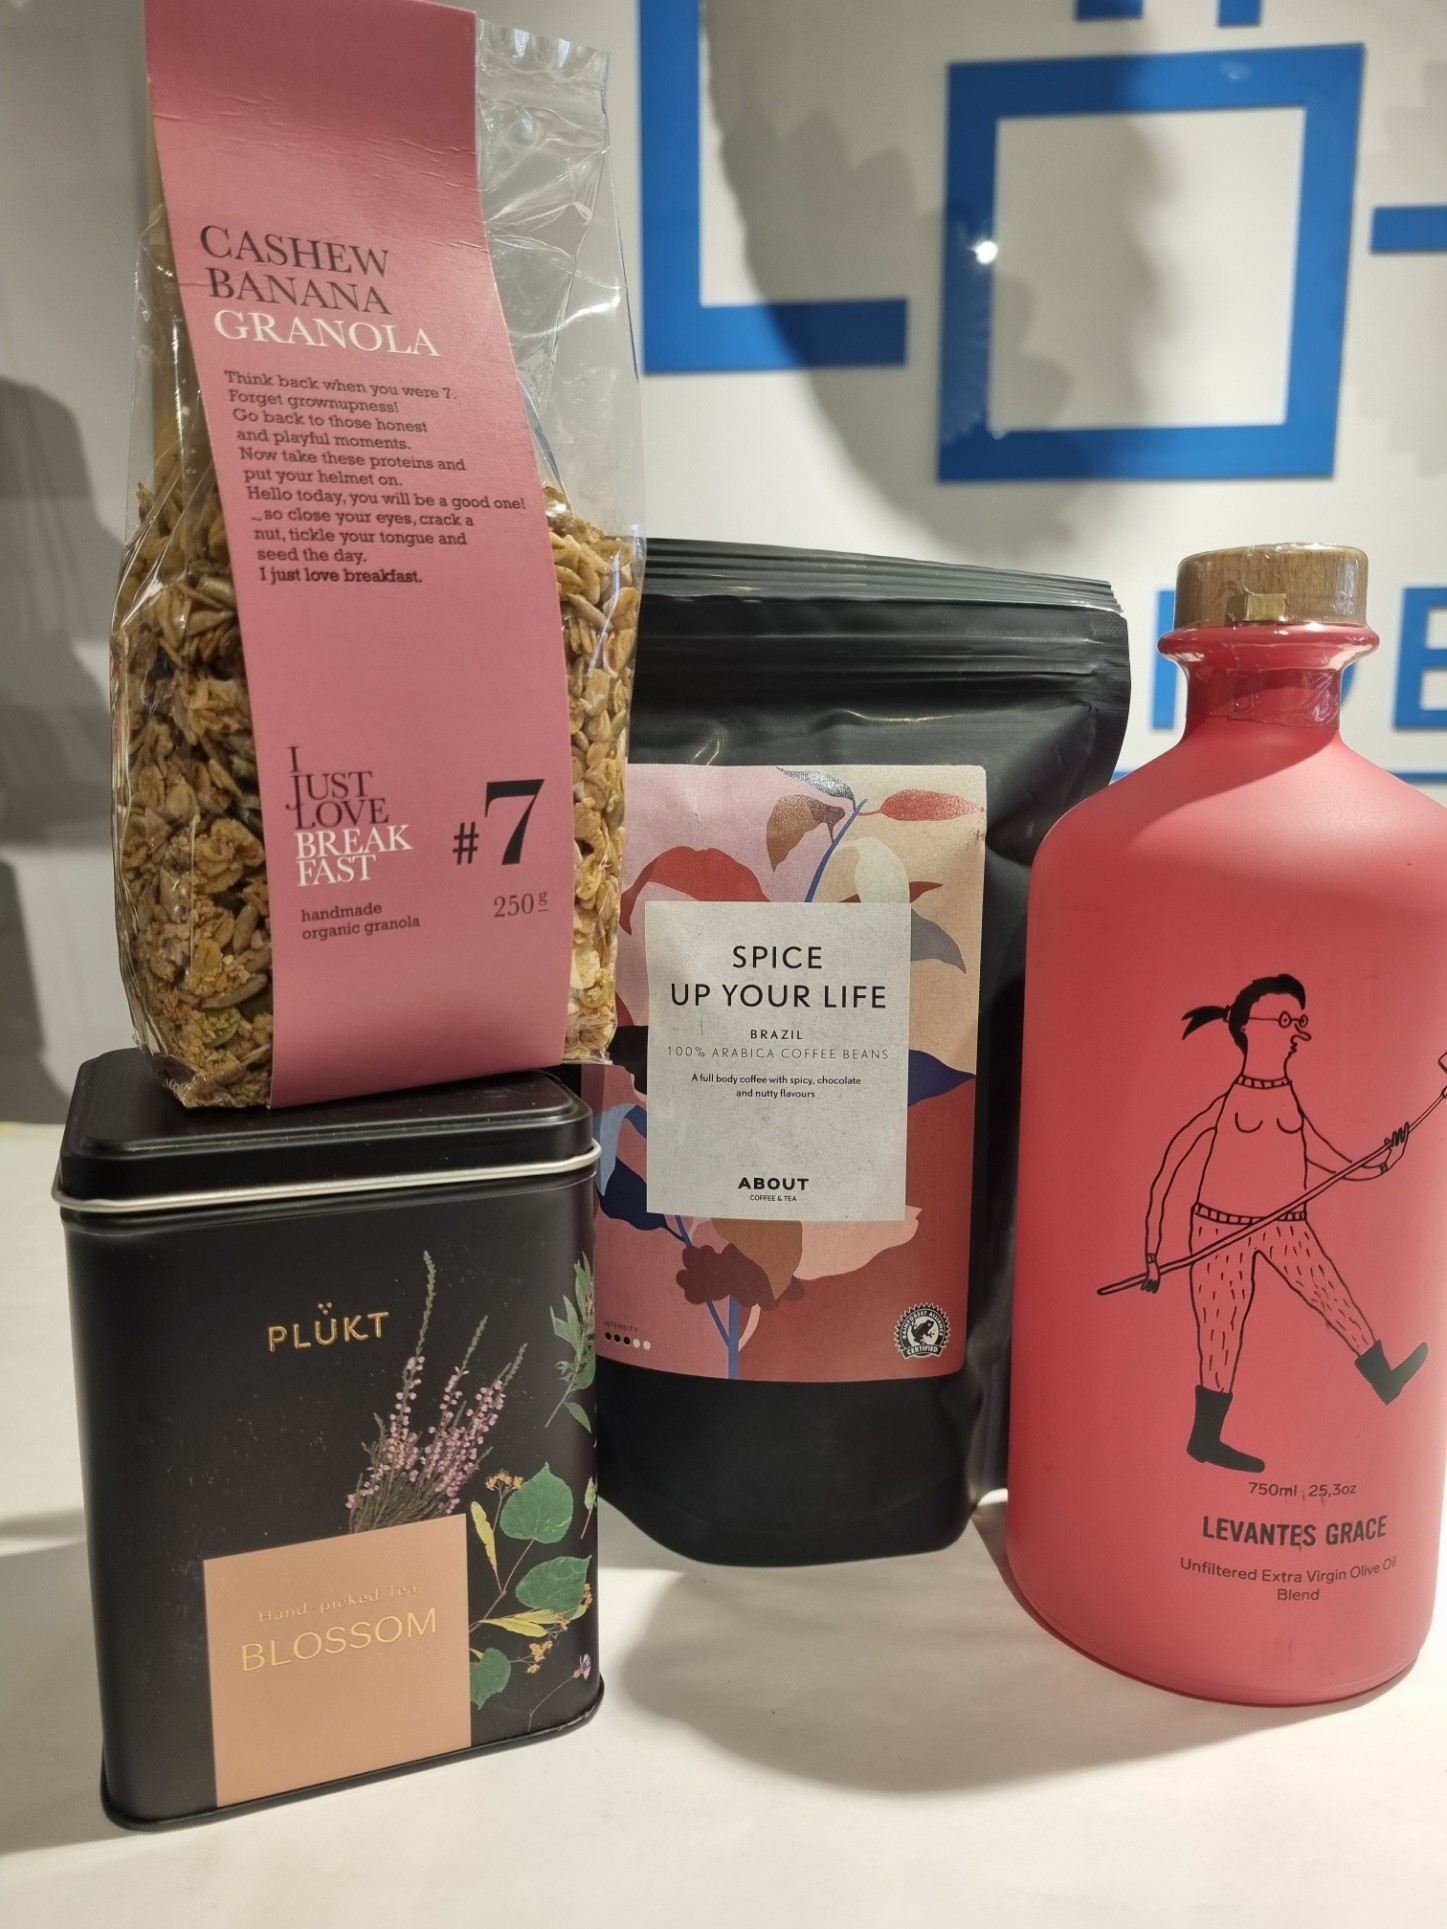 CASHEW
BANANA
GRANOLA
Think back when you were 7.
Forget grownupness!
Go back to those honest
and playful moments.
Now take these proteins and
put your helmet on.
Hello today, you will be a good one!
~so close your eyes, crack a
nut, tickle your tongue and
seed the day.
I just love breakfast.
I
JUST
LOVE
BREAK
FAST
#7
handmade
organic granola
250g
SPICE
UP YOUR LIFE
BRAZIL
100% ARABICA COFFEE BEANS
A full body coffee with spicy, chocolate
and nutty flavours
ABOUT
COFFEE & TEA
INTENSITY
RAINFOREST ALLIANCE
CERTIFIED
PLÜKT
Hand-picked Tea
BLOSSOM
750ml , 25,3oz
LEVANTES GRACE
Unfiltered Extra Virgin Olive Oil
Blend